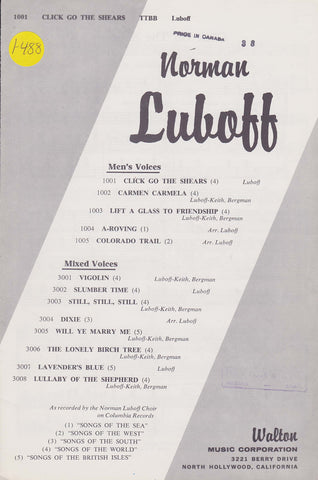 1001 CLICK GO THE SHEARS TTBB Luboff
1-488
PRICE IN CANADA
38
Norman
Luboff
Men's Voices
1001 CLICK GO THE SHEARS (4) Luboff
1002 CARMEN CARMELA (4)
Luboff-Keith, Bergman
1003 LIFT A GLASS TO FRIENDSHIP (4)
Luboff-Keith, Bergman
1004 A-ROVING (1) Arr. Luboff
1005 COLORADO TRAIL (2) Arr. Luboff
Mixed Voices
3001 VIGOLIN (4) Luboff-Keith, Bergman
3002 SLUMBER TIME (4) Luboff
3003 STILL, STILL, STILL (4)
Luboff-Keith, Bergman
3004 DIXIE (3) Arr. Luboff
3005 WILL YE MARRY ME (5)
Luboff-Keith, Bergman
3006 THE LONELY BIRCH TREE (4)
Luboff-Keith, Bergman
3007 LAVENDER'S BLUE (5) Luboff
3008 LULLABY OF THE SHEPHERD (4)
Luboff-Keith, Bergman
As recorded by the Norman Luboff Choir
on Columbia Records
(1) "SONGS OF THE SEA"
(2) "SONGS OF THE WEST"
(3) "SONGS OF THE SOUTH"
(4) "SONGS OF THE WORLD"
(5) "SONGS OF THE BRITISH ISLES"
Walton
MUSIC CORPORATION
3221 BERRY DRIVE
NORTH HOLLYWOOD, CALIFORNIA